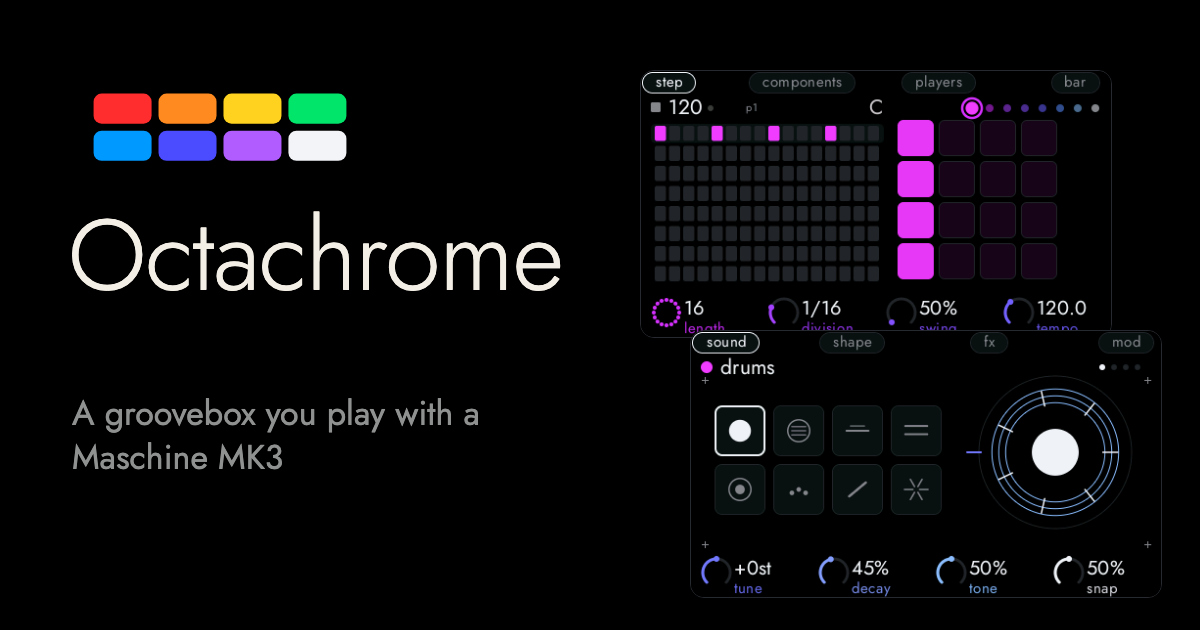 Octachrome
A groovebox you play with a
Maschine MK3
step components players bar
120 p1 C
16 1/16 50% 120.0
length division swing tempo
sound shape fx mod
drums
+0st 45% 50% 50%
tune decay tone snap